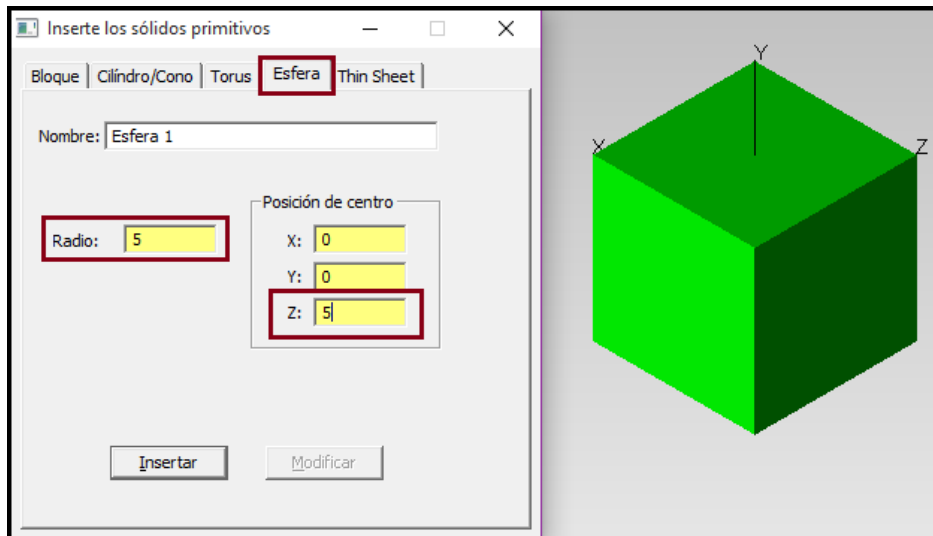 Inserte los sólidos primitivos
Bloque Cilíndro/Cono Torus Esfera Thin Sheet
Nombre: Esfera 1
Posición de centro
Radio: 5
X: 0
Y: 0
Z: 5
Insertar Modificar
Y
X
Z